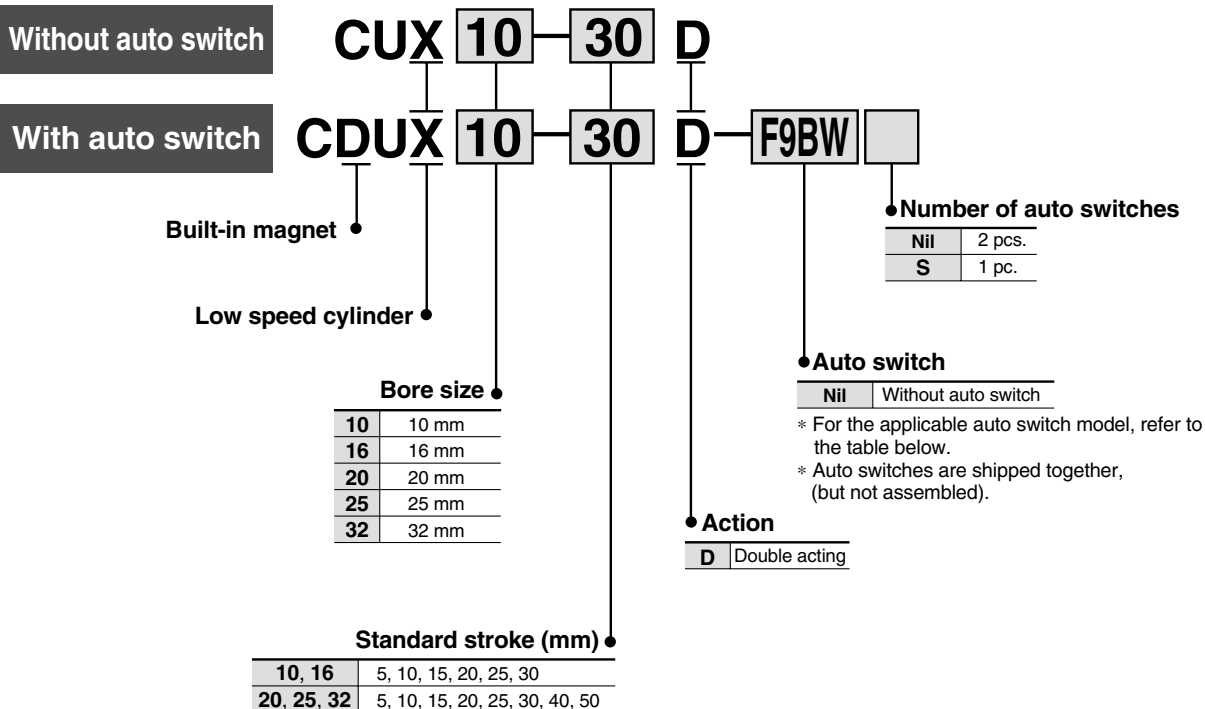 Without auto switch CUX 10 — 30 D
With auto switch CDUX 10 — 30 D — F9BW
Built-in magnet
Low speed cylinder
Number of auto switches
Nil 2 pcs.
S 1 pc.
Auto switch
Nil Without auto switch
* For the applicable auto switch model, refer to
the table below.
* Auto switches are shipped together,
(but not assembled).
Bore size
10 10 mm
16 16 mm
20 20 mm
25 25 mm
32 32 mm
Action
D Double acting
Standard stroke (mm)
10, 16 5, 10, 15, 20, 25, 30
20, 25, 32 5, 10, 15, 20, 25, 30, 40, 50